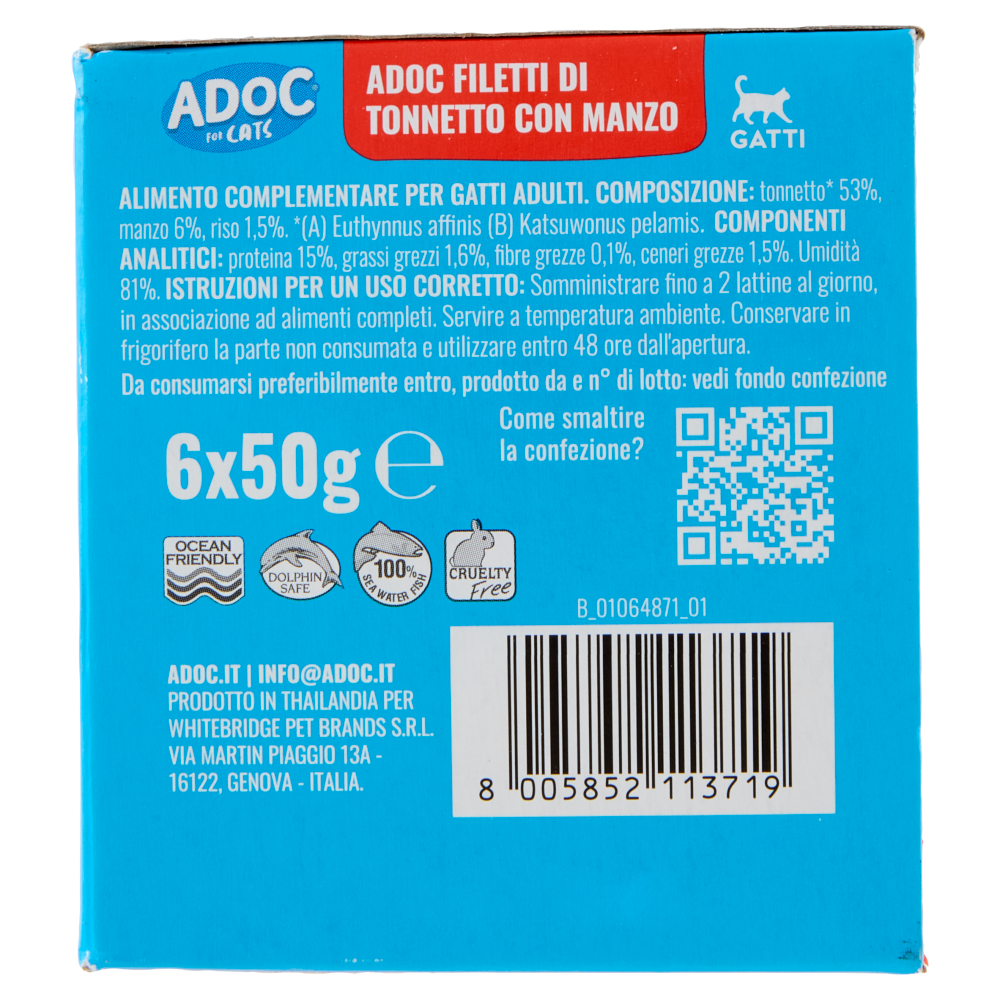 ADOC
FOR CATS
ADOC FILETTI DI
TONNETTO CON MANZO
GATTI
ALIMENTO COMPLEMENTARE PER GATTI ADULTI. COMPOSIZIONE: tonnetto* 53%,
manzo 6%, riso 1,5%. *(A) Euthynnus affinis (B) Katsuwonus pelamis. COMPONENTI
ANALITICI: proteina 15%, grassi grezzi 1,6%, fibre grezze 0,1%, ceneri grezze 1,5%. Umidità
81%. ISTRUZIONI PER UN USO CORRETTO: Somministrare fino a 2 lattine al giorno,
in associazione ad alimenti completi. Servire a temperatura ambiente. Conservare in
frigorifero la parte non consumata e utilizzare entro 48 ore dall'apertura.
Da consumarsi preferibilmente entro, prodotto da e n° di lotto: vedi fondo confezione
Come smaltire
la confezione?
6x50g ℮
OCEAN
FRIENDLY
DOLPHIN
SAFE
100%
SEA WATER FISH
CRUELTY
Free
B_01064871_01
ADOC.IT | INFO@ADOC.IT
PRODOTTO IN THAILANDIA PER
WHITEBRIDGE PET BRANDS S.R.L.
VIA MARTIN PIAGGIO 13A -
16122, GENOVA - ITALIA.
8 005852 113719